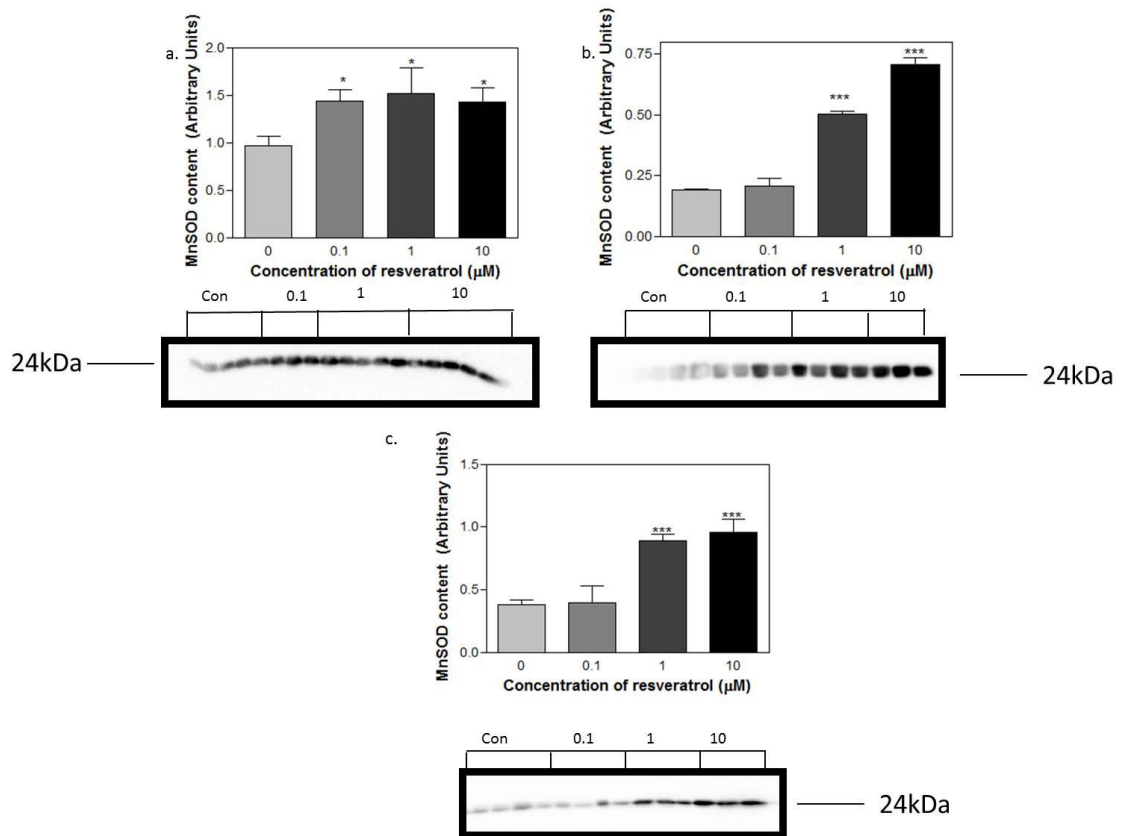 a.
MnSOD content (Arbitrary Units)
2.0
1.5
1.0
0.5
0.0
* * *
0 0.1 1 10
Concentration of resveratrol (μM)
Con 0.1 1 10
24kDa
b.
MnSOD content (Arbitrary Units)
0.75
0.50
0.25
0.00
*** ***
0 0.1 1 10
Concentration of resveratrol (μM)
Con 0.1 1 10
24kDa
c.
MnSOD content (Arbitrary Units)
1.5
1.0
0.5
0.0
*** ***
0 0.1 1 10
Concentration of resveratrol (μM)
Con 0.1 1 10
24kDa